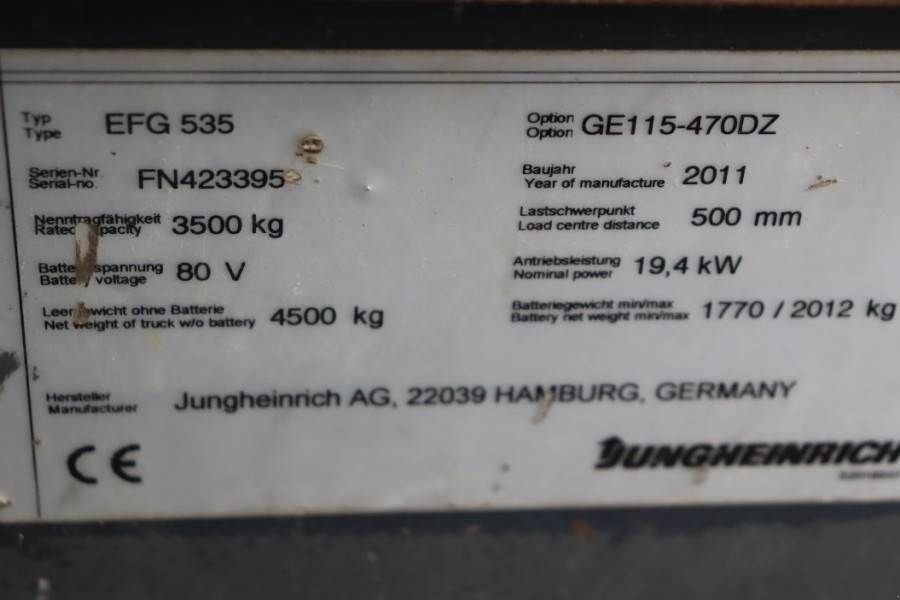 Typ EFG 535 Option GE115-470DZ
Type Option
Serien-Nr. FN423395 Baujahr 2011
Serial-no. Year of manufacture
Nenntragfähigkeit 3500 kg Lastschwerpunkt 500 mm
Rated capacity Load centre distance
Batteriespannung 80 V Antriebsleistung 19,4 kW
Battery voltage Nominal power
Leergewicht ohne Batterie 4500 kg Batteriegewicht min/max 1770 / 2012 kg
Net weight of truck w/o battery Battery net weight min/max
Hersteller Jungheinrich AG, 22039 HAMBURG, GERMANY
Manufacturer
CE JUNGHEINRICH